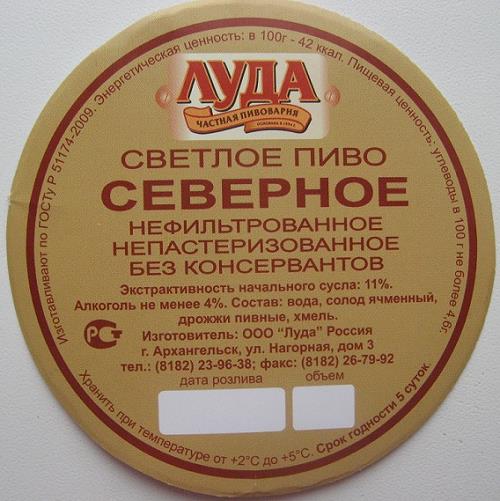 Изготавливают по ГОСТу Р 51174-2009. Энергетическая ценность: в 100г - 42 ккал. Пищевая ценность: углеводы в 100 г не более 4,6г.
ЛУДА
ЧАСТНАЯ ПИВОВАРНЯ
СВЕТЛОЕ ПИВО
СЕВЕРНОЕ
НЕФИЛЬТРОВАННОЕ
НЕПАСТЕРИЗОВАННОЕ
БЕЗ КОНСЕРВАНТОВ
Экстрактивность начального сусла: 11%.
Алкоголь не менее 4%. Состав: вода, солод ячменный,
дрожжи пивные, хмель.
Изготовитель: ООО “Луда” Россия
г. Архангельск, ул. Нагорная, дом 3
тел.: (8182) 23-96-38; факс: (8182) 26-79-92
дата розлива объем
Хранить при температуре от +2°С до +5°С. Срок годности 5 суток